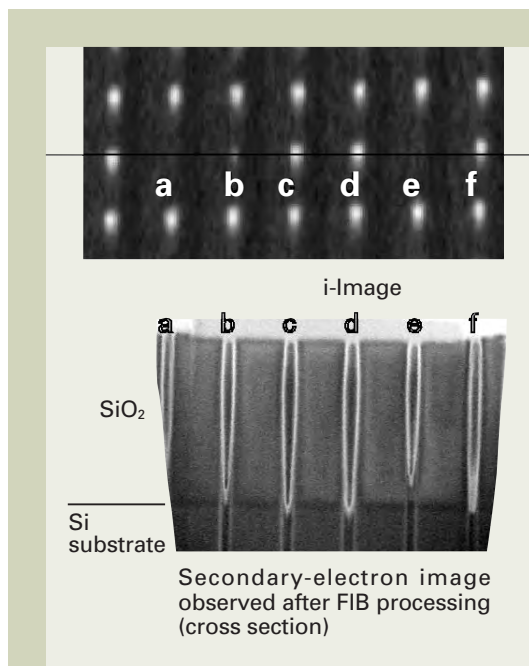 a b c d e f
i-Image
a b c d e f
SiO₂
Si
substrate
Secondary-electron image
observed after FIB processing
(cross section)